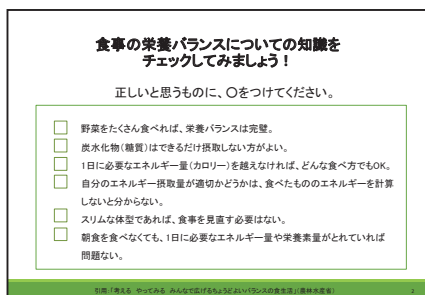 食事の栄養バランスについての知識を
チェックしてみましょう！
正しいと思うものに、〇をつけてください。
野菜をたくさん食べれば、栄養バランスは完璧。
炭水化物（糖質）はできるだけ摂取しない方がよい。
1日に必要なエネルギー量（カロリー）を越えなければ、どんな食べ方でもOK。
自分のエネルギー摂取量が適切かどうかは、食べたもののエネルギーを計算
しないと分からない。
スリムな体型であれば、食事を見直す必要はない。
朝食を食べなくても、1日に必要なエネルギー量や栄養素量がとれていれば
問題ない。
引用：「考える やってみる みんなで広げるちょうどよいバランスの食生活」（農林水産省）
2